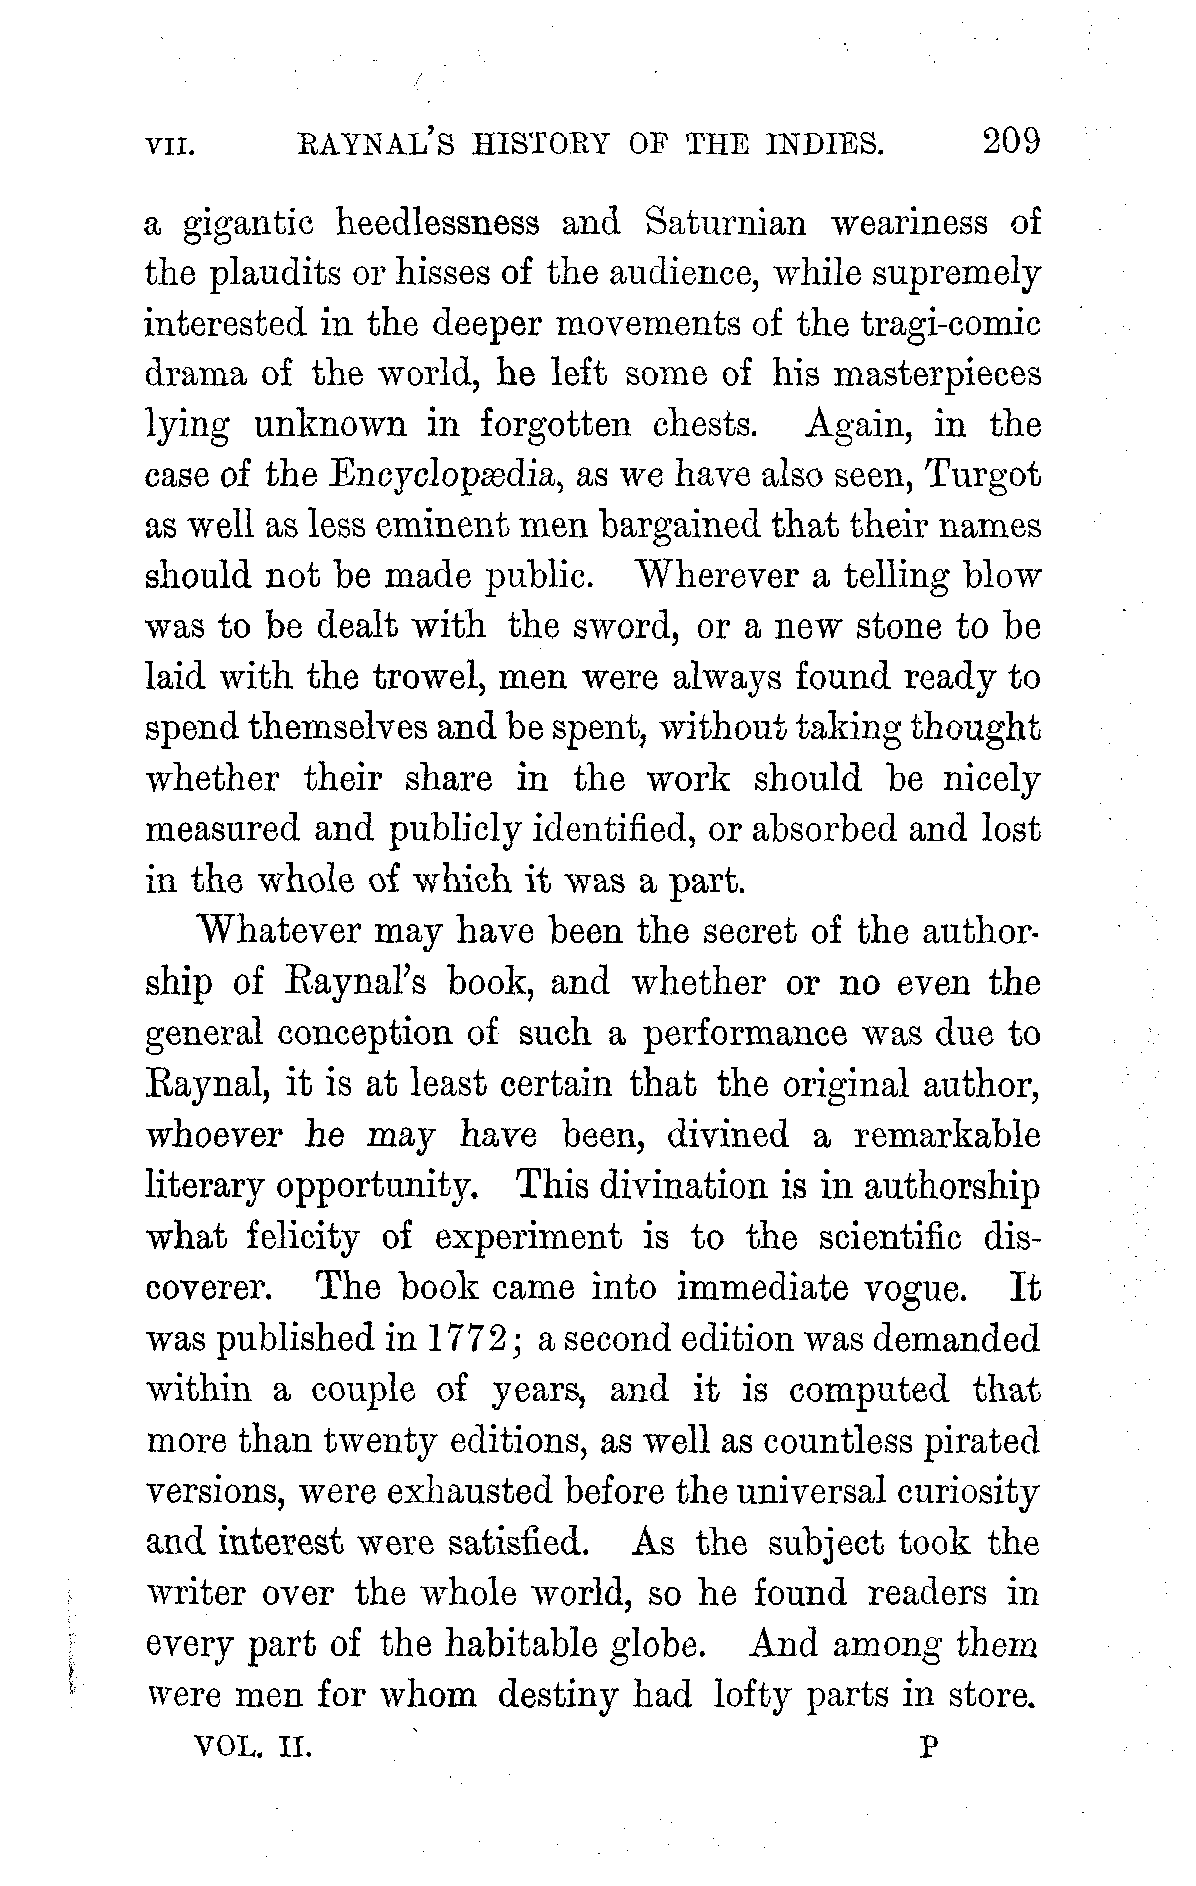 VII. RAYNAL'S HISTORY OF THE INDIES. 209
a gigantic heedlessness and Saturnian weariness of
the plaudits or hisses of the audience, while supremely
interested in the deeper movements of the tragi-comic
drama of the world, he left some of his masterpieces
lying unknown in forgotten chests. Again, in the
case of the Encyclopædia, as we have also seen, Turgot
as well as less eminent men bargained that their names
should not be made public. Wherever a telling blow
was to be dealt with the sword, or a new stone to be
laid with the trowel, men were always found ready to
spend themselves and be spent, without taking thought
whether their share in the work should be nicely
measured and publicly identified, or absorbed and lost
in the whole of which it was a part.
Whatever may have been the secret of the author-
ship of Raynal's book, and whether or no even the
general conception of such a performance was due to
Raynal, it is at least certain that the original author,
whoever he may have been, divined a remarkable
literary opportunity. This divination is in authorship
what felicity of experiment is to the scientific dis-
coverer. The book came into immediate vogue. It
was published in 1772; a second edition was demanded
within a couple of years, and it is computed that
more than twenty editions, as well as countless pirated
versions, were exhausted before the universal curiosity
and interest were satisfied. As the subject took the
writer over the whole world, so he found readers in
every part of the habitable globe. And among them
were men for whom destiny had lofty parts in store.
VOL. II. P